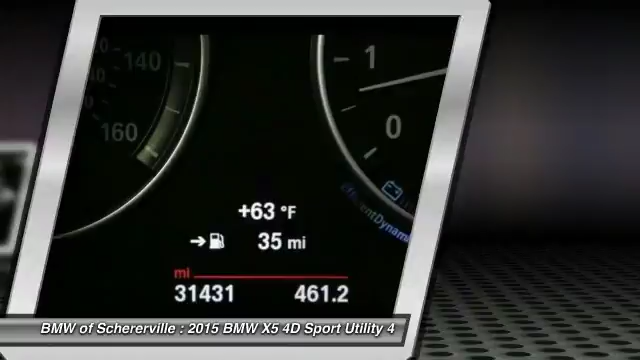 140
160
1
0
EfficientDynami
+63 °F
35 mi
mi
31431 461.2
BMW of Schererville : 2015 BMW X5 4D Sport Utility 4